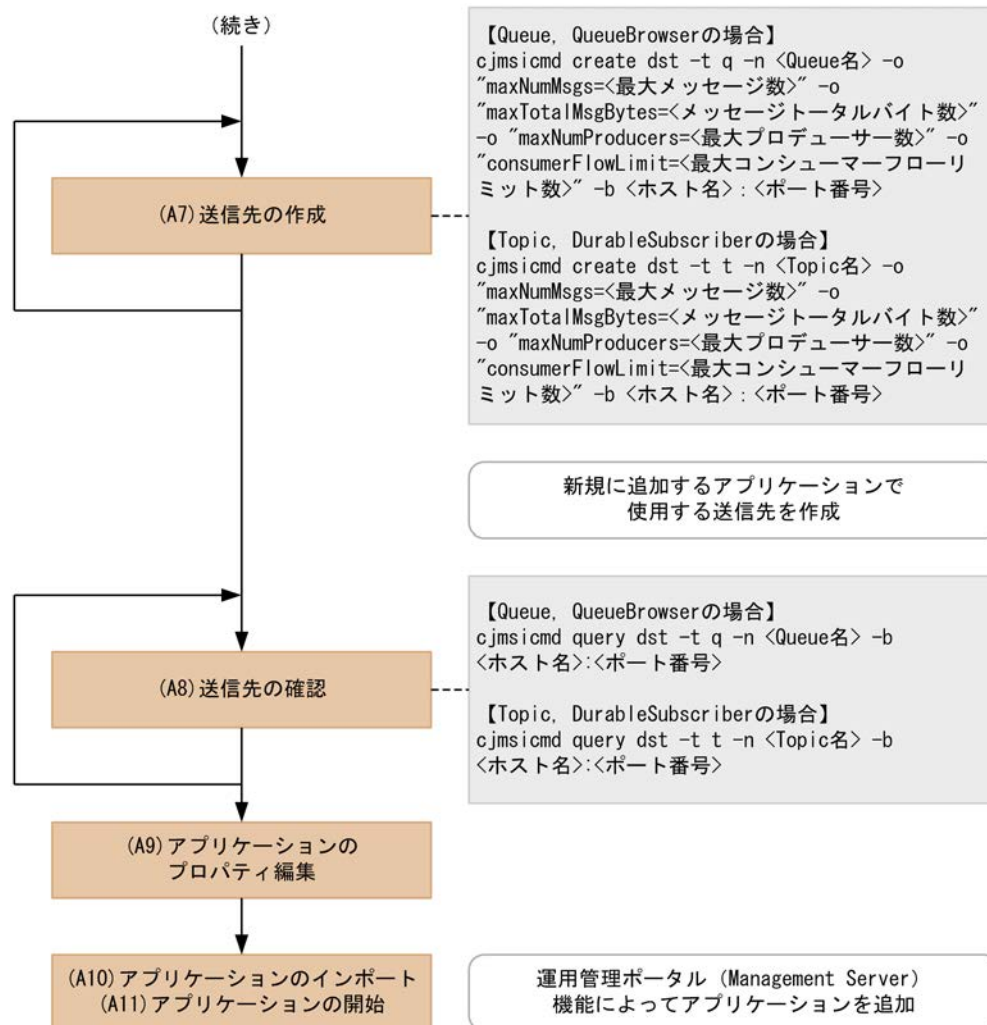 (続き)
(A7)送信先の作成
【Queue, QueueBrowserの場合】
cjmsicmd create dst -t q -n <Queue名> -o
"maxNumMsgs=<最大メッセージ数>" -o
"maxTotalMsgBytes=<メッセージトータルバイト数>"
-o "maxNumProducers=<最大プロデューサー数>" -o
"consumerFlowLimit=<最大コンシューマーフローリ
ミット数>" -b <ホスト名>:<ポート番号>
【Topic, DurableSubscriberの場合】
cjmsicmd create dst -t t -n <Topic名> -o
"maxNumMsgs=<最大メッセージ数>" -o
"maxTotalMsgBytes=<メッセージトータルバイト数>"
-o "maxNumProducers=<最大プロデューサー数>" -o
"consumerFlowLimit=<最大コンシューマーフローリ
ミット数>" -b <ホスト名>:<ポート番号>
新規に追加するアプリケーションで
使用する送信先を作成
(A8)送信先の確認
【Queue, QueueBrowserの場合】
cjmsicmd query dst -t q -n <Queue名> -b
<ホスト名>:<ポート番号>
【Topic, DurableSubscriberの場合】
cjmsicmd query dst -t t -n <Topic名> -b
<ホスト名>:<ポート番号>
(A9)アプリケーションの
プロパティ編集
(A10)アプリケーションのインポート
(A11)アプリケーションの開始
運用管理ポータル (Management Server)
機能によってアプリケーションを追加